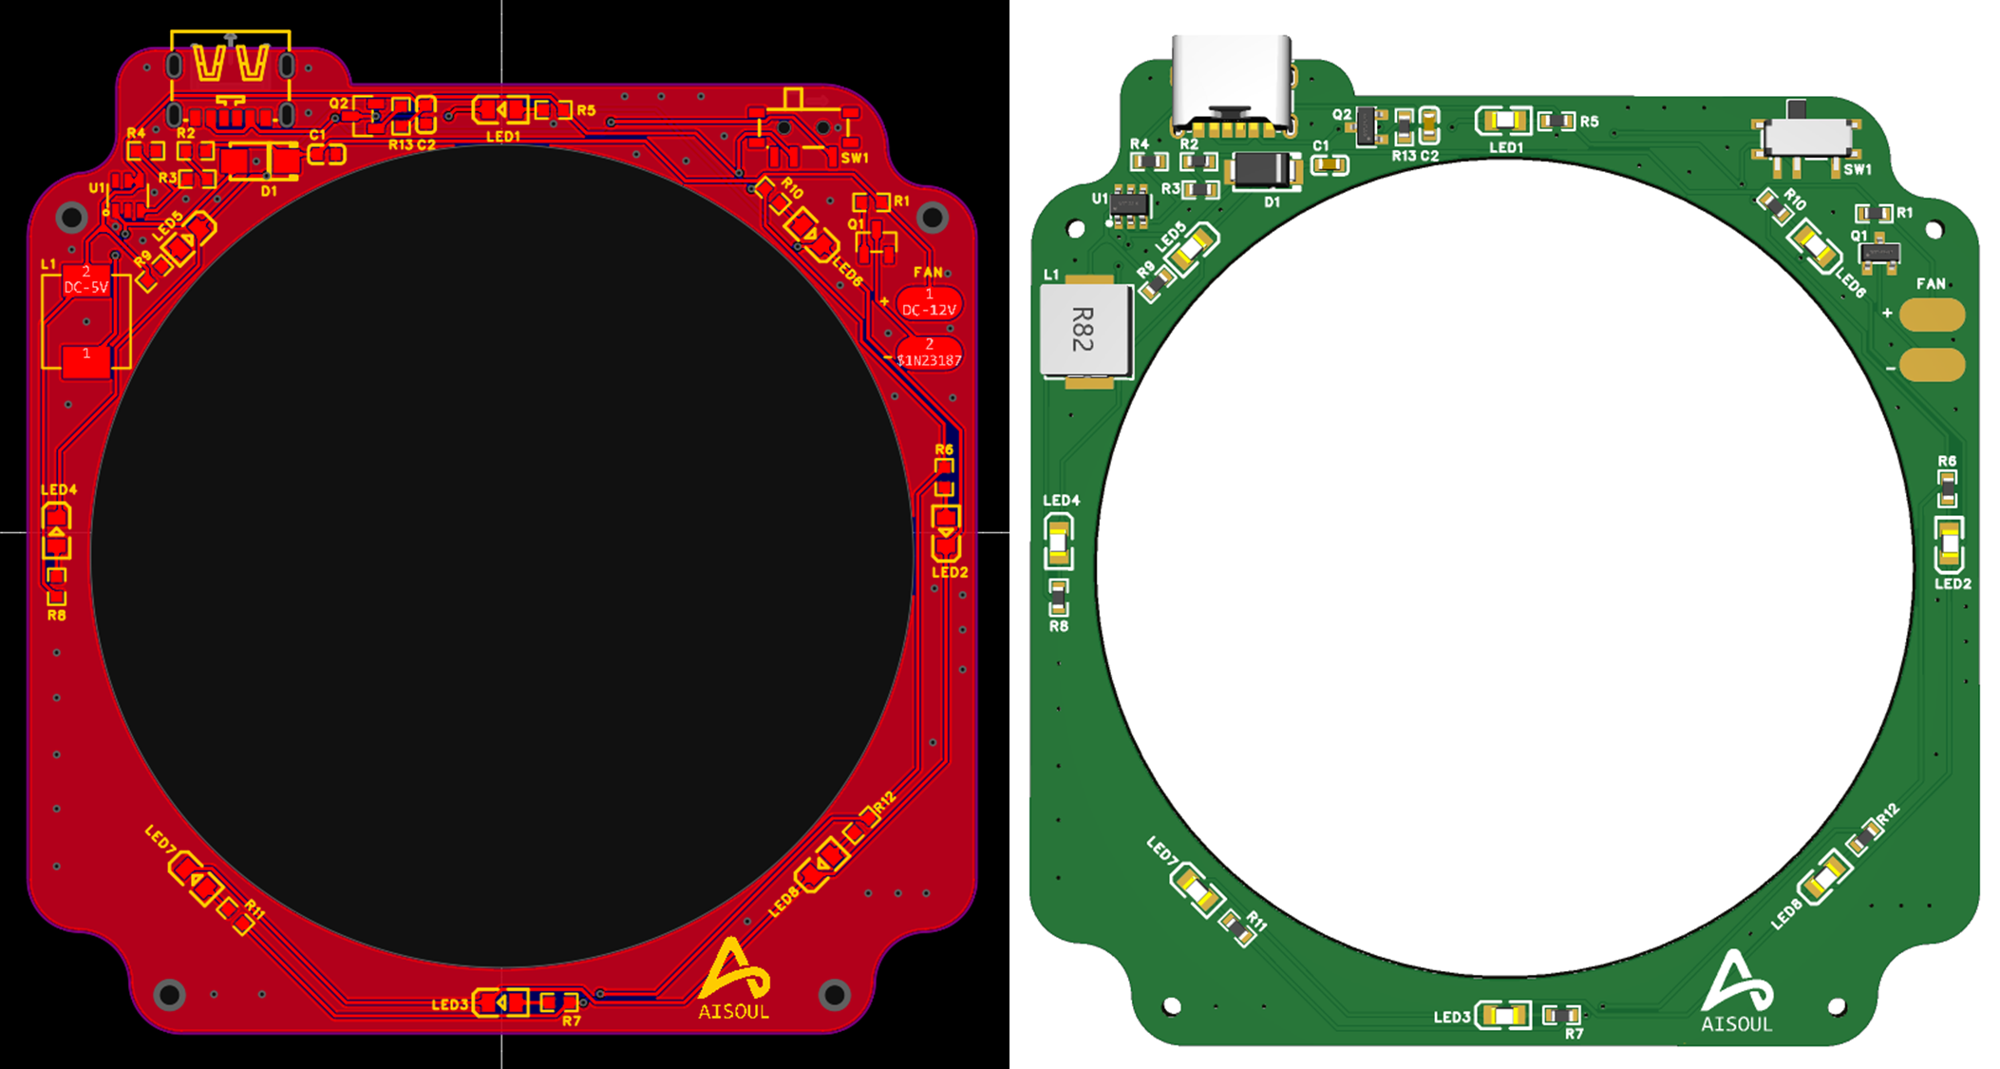 Q2
R5
R4
R2
C1
R13 C2
LED1
SW1
R3
D1
U1
LED5
R10
R1
Q1
R9
L1
2
DC-5V
LED6
FAN
+
1
DC-12V
1
2
-
$1N23187
R6
LED4
LED2
R8
R12
LED7
LED8
R11
LED3
R7
AISOUL
Q2
R5
R4
R2
C1
R13 C2
LED1
SW1
R3
D1
U1
LED5
R10
R1
Q1
R9
L1
LED6
FAN
+
R82
-
R6
LED4
LED2
R8
R12
LED7
LED8
R11
LED3
R7
AISOUL